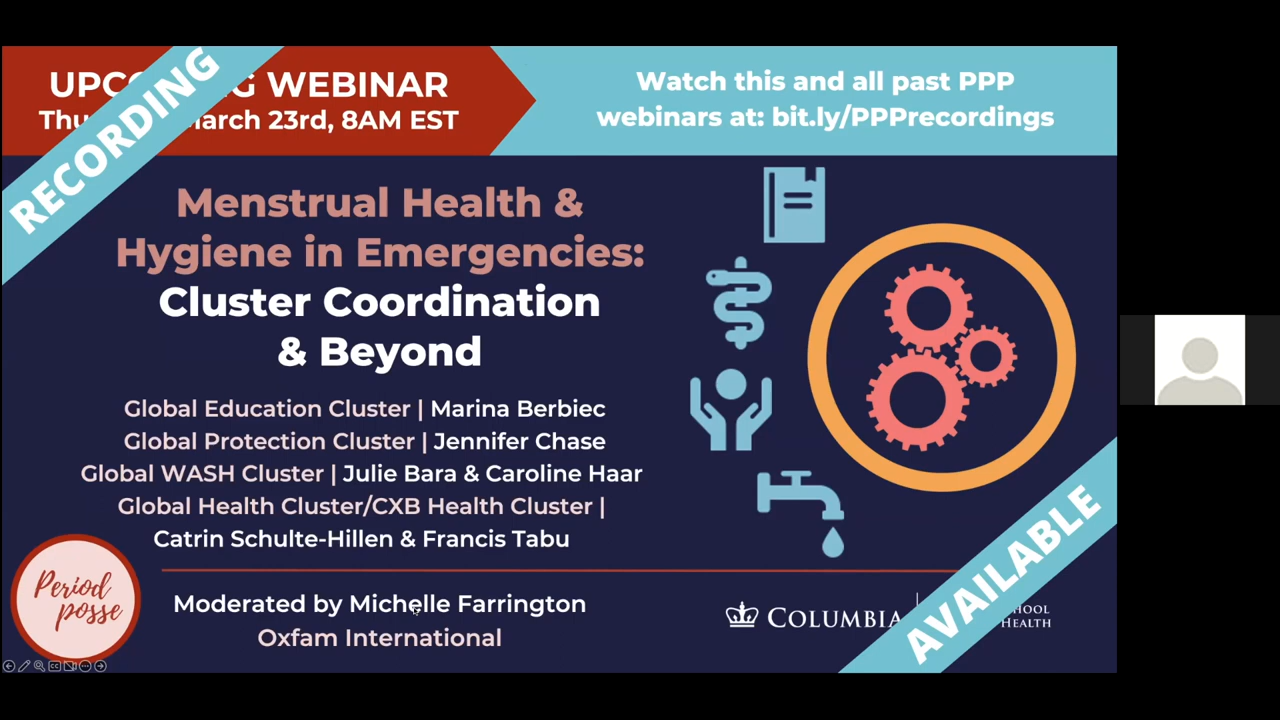 UPC G WEBINAR
Thu arch 23rd, 8AM EST
RECORDING
Watch this and all past PPP
webinars at: bit.ly/PPPrecordings
Menstrual Health &
Hygiene in Emergencies:
Cluster Coordination
& Beyond
Global Education Cluster | Marina Berbiec
Global Protection Cluster | Jennifer Chase
Global WASH Cluster | Julie Bara & Caroline Haar
Global Health Cluster/CXB Health Cluster |
Catrin Schulte-Hillen & Francis Tabu
Period
posse
Moderated by Michelle Farrington
Oxfam International
COLUMBIA
HOOL
HEALTH
AVAILABLE